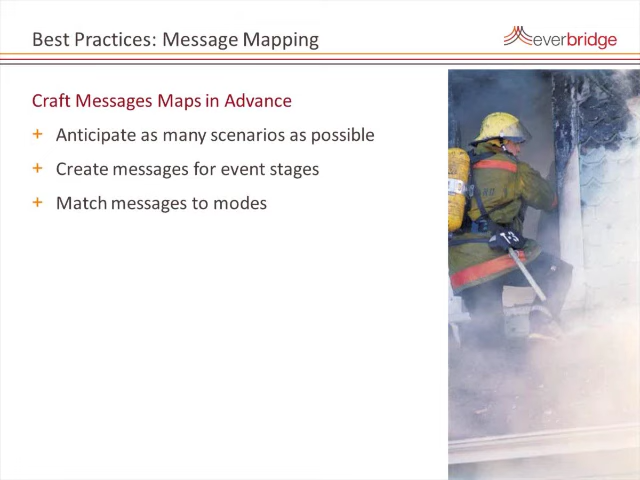 Best Practices: Message Mapping
everbridge
Craft Messages Maps in Advance
+ Anticipate as many scenarios as possible
+ Create messages for event stages
+ Match messages to modes
T-3